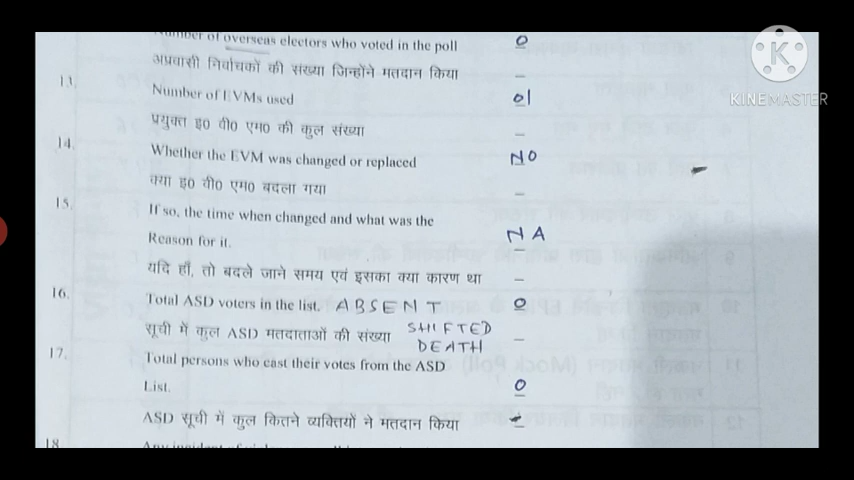 Number of overseas electors who voted in the poll 0
अप्रवासी निर्वाचकों की संख्या जिन्होंने मतदान किया –
13. Number of EVMs used 01
प्रयुक्त इ0 वी0 एम0 की कुल संख्या –
14. Whether the EVM was changed or replaced NO
क्या इ0 वी0 एम0 बदला गया –
15. If so, the time when changed and what was the
Reason for it. NA
यदि हाँ, तो बदले जाने समय एवं इसका क्या कारण था –
16. Total ASD voters in the list. ABSENT 0
सूची में कुल ASD मतदाताओं की संख्या SHIFTED –
DEATH
17. Total persons who cast their votes from the ASD
List. 0
ASD सूची में कुल कितने व्यक्तियों ने मतदान किया –
18.
K
KINEMASTER